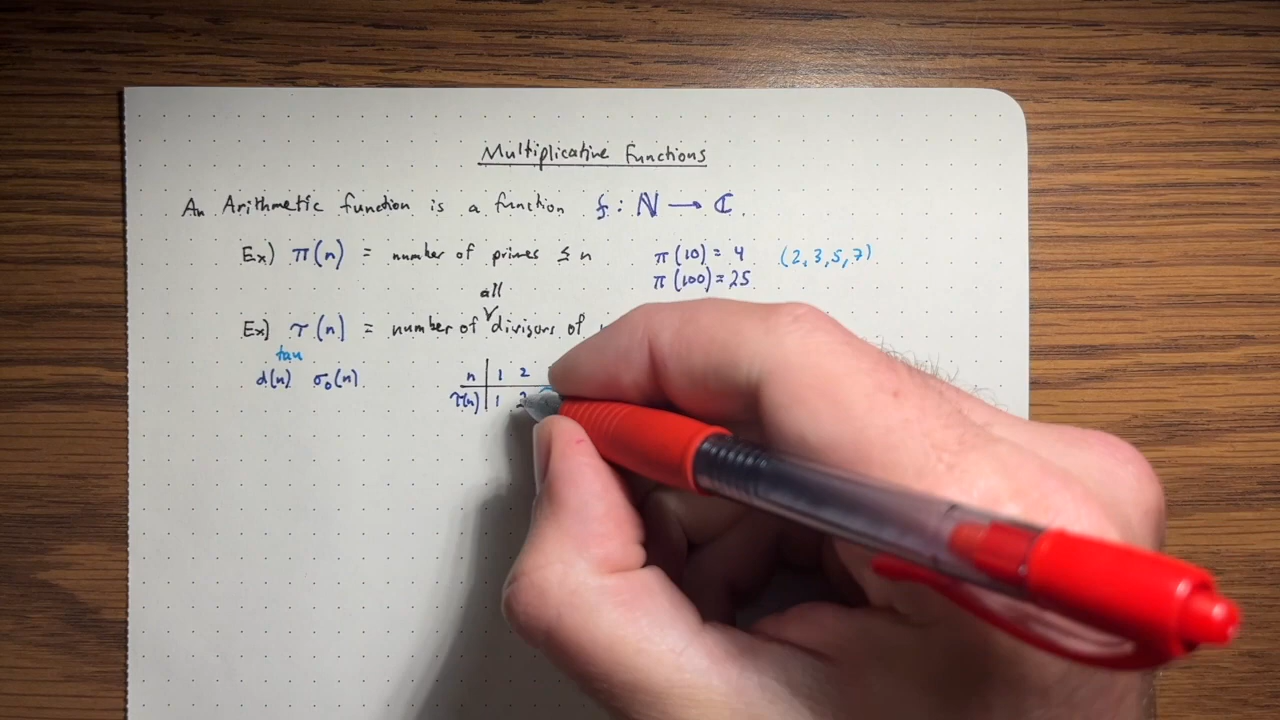 Multiplicative Functions
An Arithmetic function is a function f : ℕ → ℂ.
Ex) π(n) = number of primes ≤ n π(10) = 4 (2,3,5,7)
π(100) = 25
all
Ex) τ(n) = number of ∨ divisors of
tau
d(n) σ₀(n)
n 1 2
τ(n) 1 2